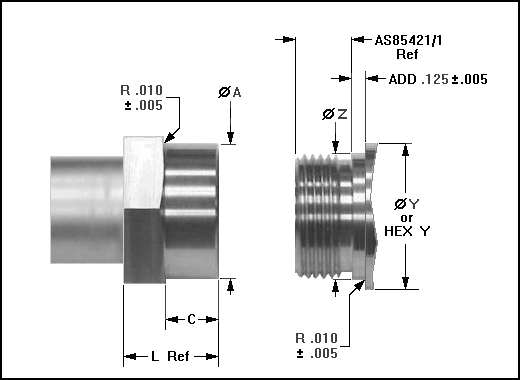 AS85421/1
Ref
ADD .125±.005
R .010
±.005
ØA
ØZ
ØY
or
HEX Y
C
L Ref
R .010
±.005